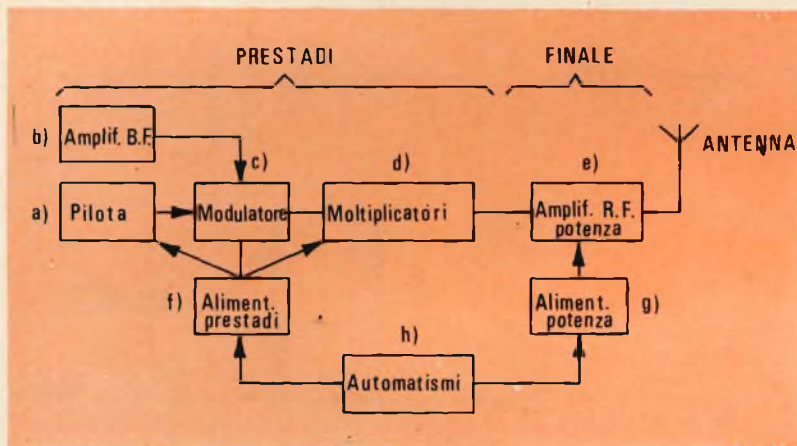 PRESTADI
FINALE
b) Amplif. B.F.
ANTENNA
c)
d)
e)
a) Pilota
Modulatore
Moltiplicatori
Amplif. R.F.
potenza
f) Aliment.
prestadi
Aliment.
potenza g)
h)
Automatismi